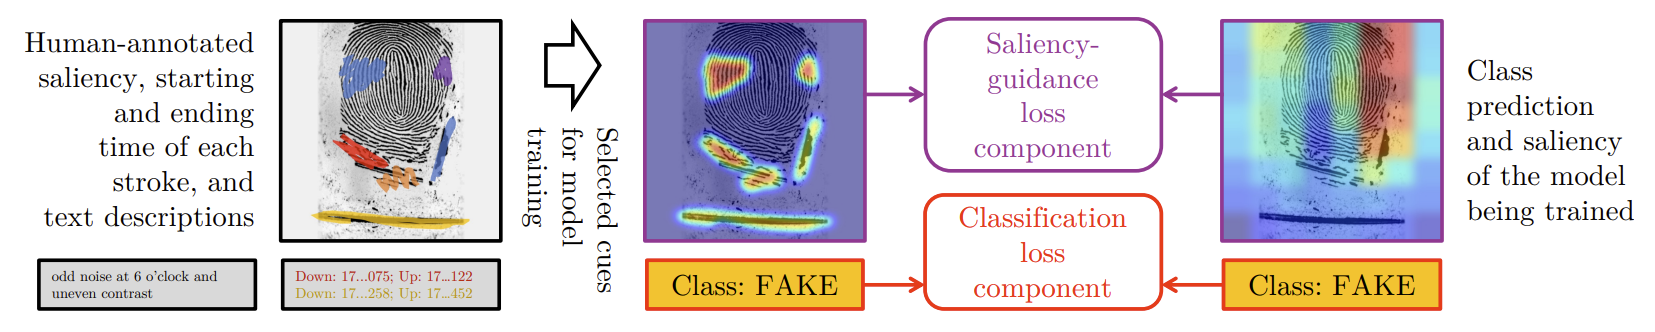 Human-annotated
saliency, starting
and ending
time of each
stroke, and
text descriptions
odd noise at 6 o'clock and
uneven contrast
Down: 17...075; Up: 17...122
Down: 17...258; Up: 17...452
Selected cues
for model
training
Class: FAKE
Saliency-
guidance
loss
component
Classification
loss
component
Class: FAKE
Class
prediction
and saliency
of the model
being trained